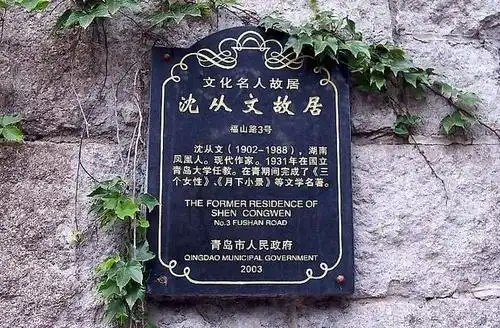 文化名人故居
沈从文故居
福山路3号
沈从文（1902-1988），湖南
凤凰人。现代作家。1931年在国立
青岛大学任教。在青期间完成了《三
个女性》、《月下小景》等文学名著。
THE FORMER RESIDENCE OF
SHEN CONGWEN
No.3 FUSHAN ROAD
青岛市人民政府
QINGDAO MUNICIPAL GOVERNMENT
2003